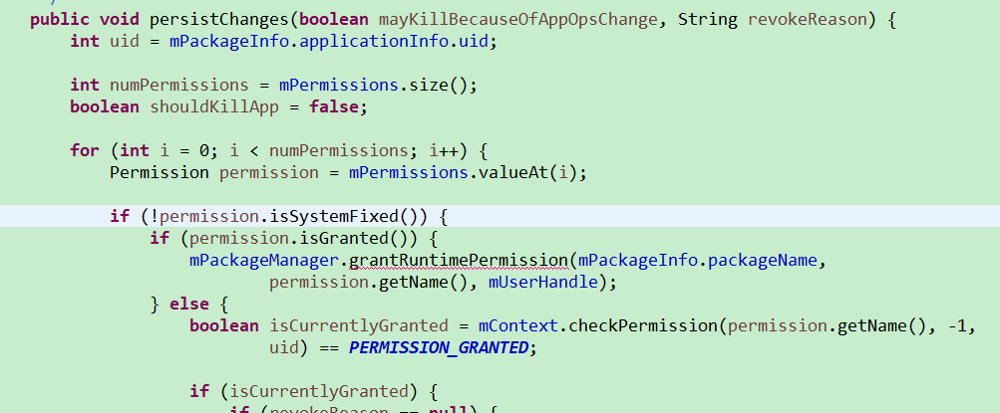 */
public void persistChanges(boolean mayKillBecauseOfAppOpsChange, String revokeReason) {
int uid = mPackageInfo.applicationInfo.uid;
int numPermissions = mPermissions.size();
boolean shouldKillApp = false;
for (int i = 0; i < numPermissions; i++) {
Permission permission = mPermissions.valueAt(i);
if (!permission.isSystemFixed()) {
if (permission.isGranted()) {
mPackageManager.grantRuntimePermission(mPackageInfo.packageName,
permission.getName(), mUserHandle);
} else {
boolean isCurrentlyGranted = mContext.checkPermission(permission.getName(), -1,
uid) == PERMISSION_GRANTED;
if (isCurrentlyGranted) {
if (revokeReason == null) {